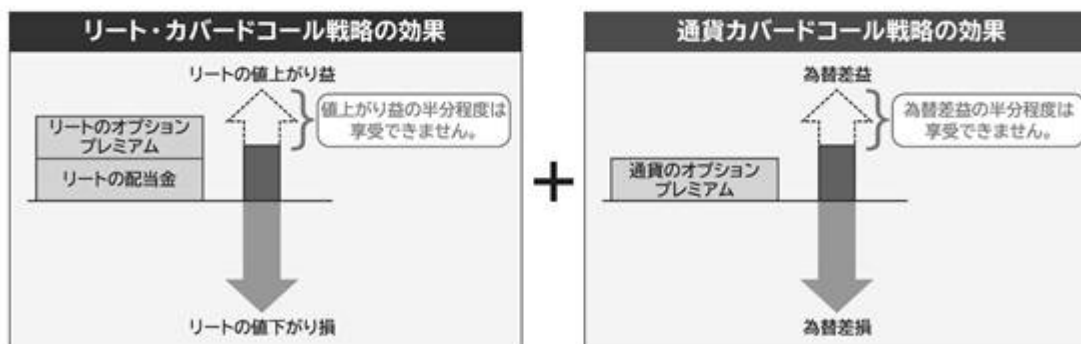 リート・カバードコール戦略の効果
リートの値上がり益
値上がり益の半分程度は
享受できません。
リートのオプション
プレミアム
リートの配当金
リートの値下がり損
+
通貨カバードコール戦略の効果
為替差益
為替差益の半分程度は
享受できません。
通貨のオプション
プレミアム
為替差損